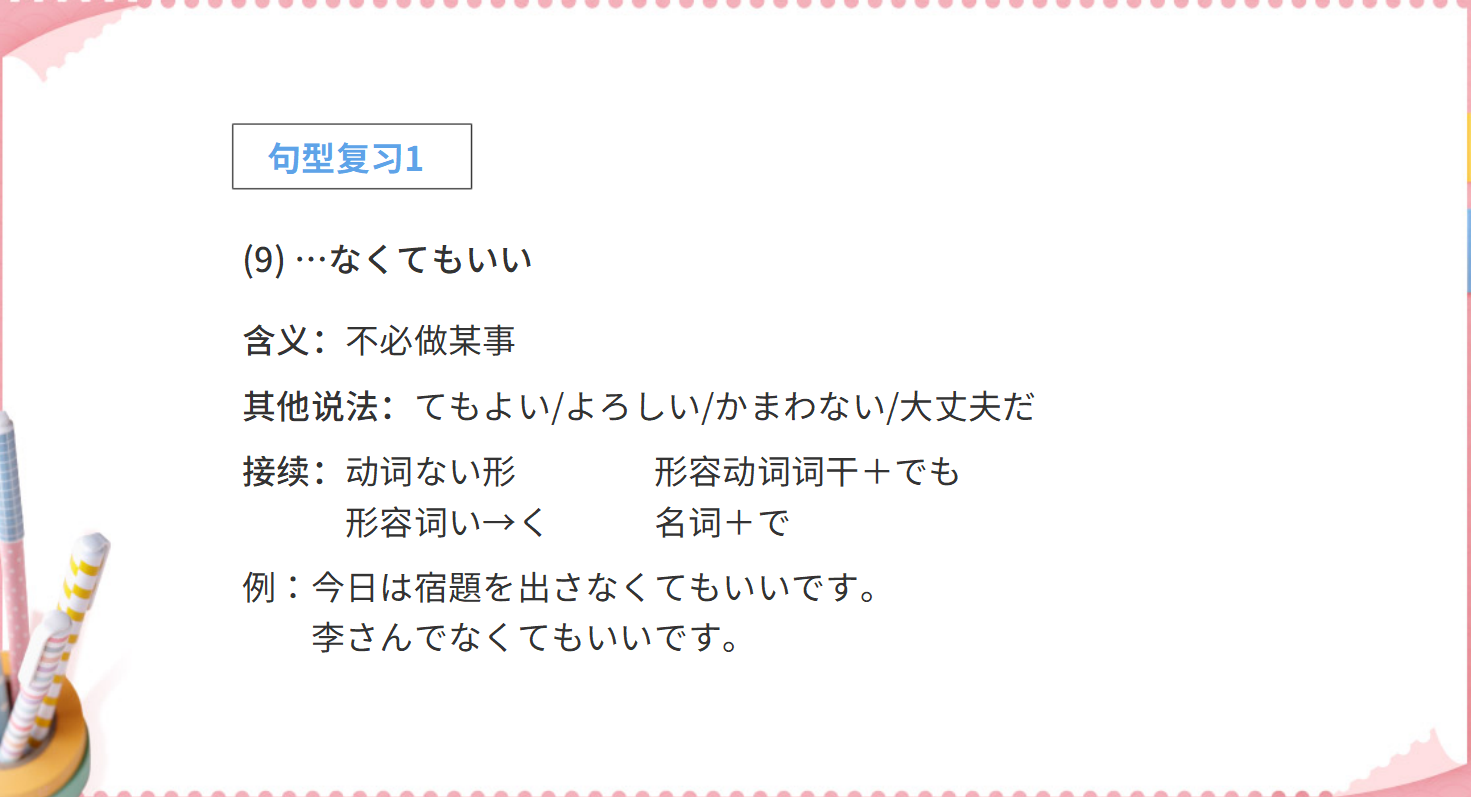 句型复习1
(9) …なくてもいい
含义：不必做某事
其他说法：てもよい/よろしい/かまわない/大丈夫だ
接续：动词ない形 形容动词词干＋でも
形容词い→く 名词＋で
例：今日は宿題を出さなくてもいいです。
李さんでなくてもいいです。